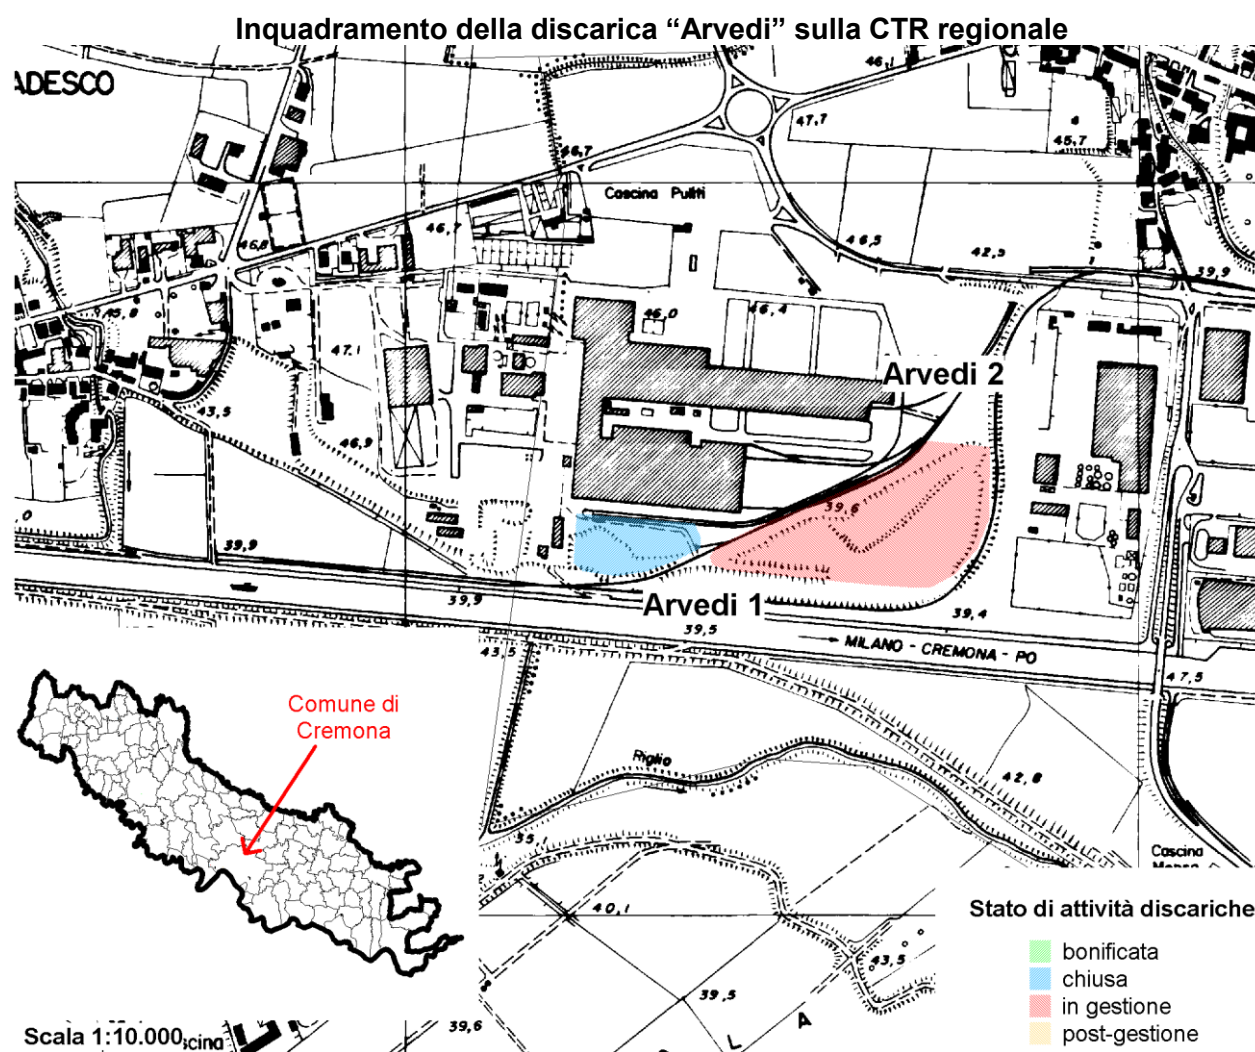 Inquadramento della discarica “Arvedi” sulla CTR regionale
ADESCO
46,1
47,7
45,7
46,7
Cascina Pulti
46,7
46,8
46,5
42,5
39,9
45,8
46,0
46,4
47,1
Arvedi 2
43,5
46,9
39,6
39,9
39,9
Arvedi 1
39,4
39,5
MILANO - CREMONA - PO
43,5
47,5
Comune di
Cremona
Riglio
42,8
35,1
Cascina
40,1
43,5
39,5
39,6
L
A
Stato di attività discariche
bonificata
chiusa
in gestione
post-gestione
Scala 1:10.000
scina